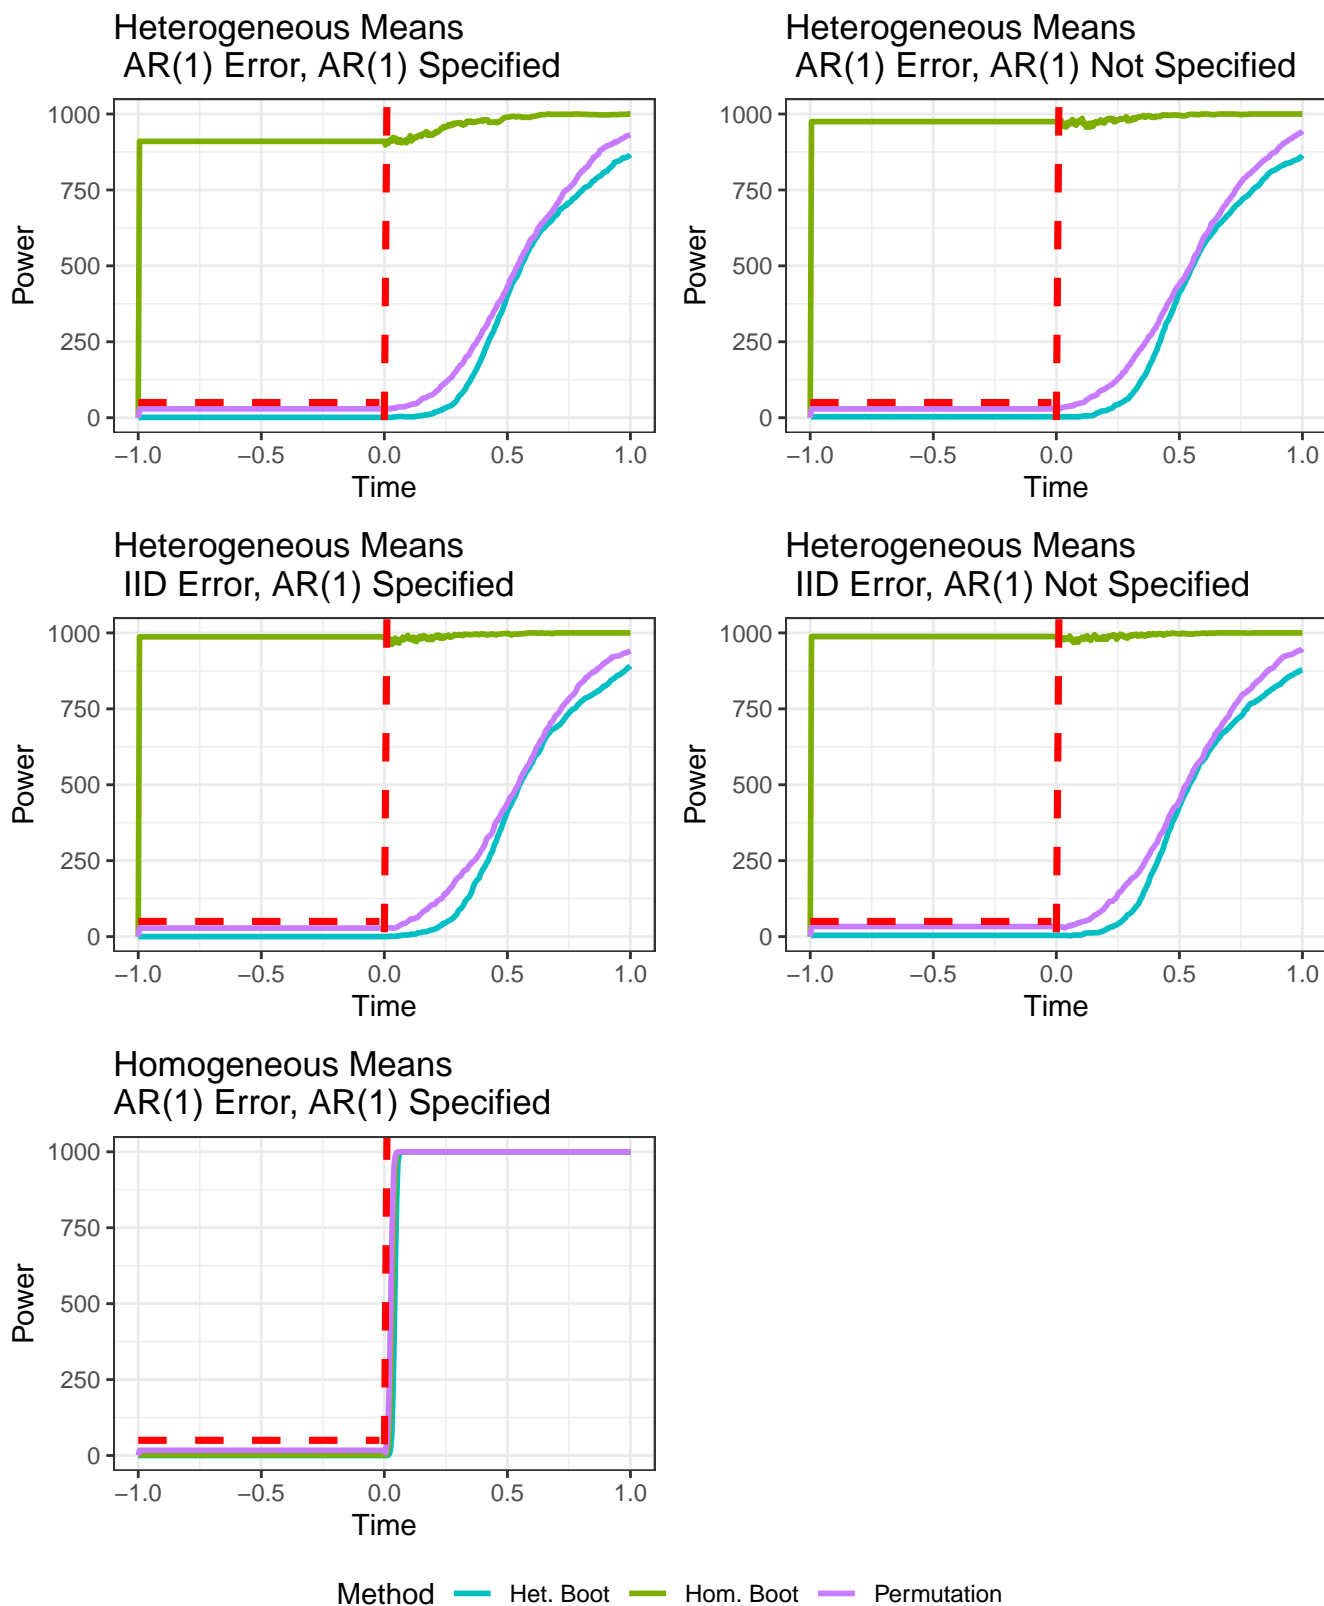 Heterogeneous Means
AR(1) Error, AR(1) Specified
1000
750
500
250
0
Power
−1.0
−0.5
0.0
0.5
1.0
Time
Heterogeneous Means
AR(1) Error, AR(1) Not Specified
1000
750
500
250
0
Power
−1.0
−0.5
0.0
0.5
1.0
Time
Heterogeneous Means
IID Error, AR(1) Specified
1000
750
500
250
0
Power
−1.0
−0.5
0.0
0.5
1.0
Time
Heterogeneous Means
IID Error, AR(1) Not Specified
1000
750
500
250
0
Power
−1.0
−0.5
0.0
0.5
1.0
Time
Homogeneous Means
AR(1) Error, AR(1) Specified
1000
750
500
250
0
Power
−1.0
−0.5
0.0
0.5
1.0
Time
Method Het. Boot Hom. Boot Permutation